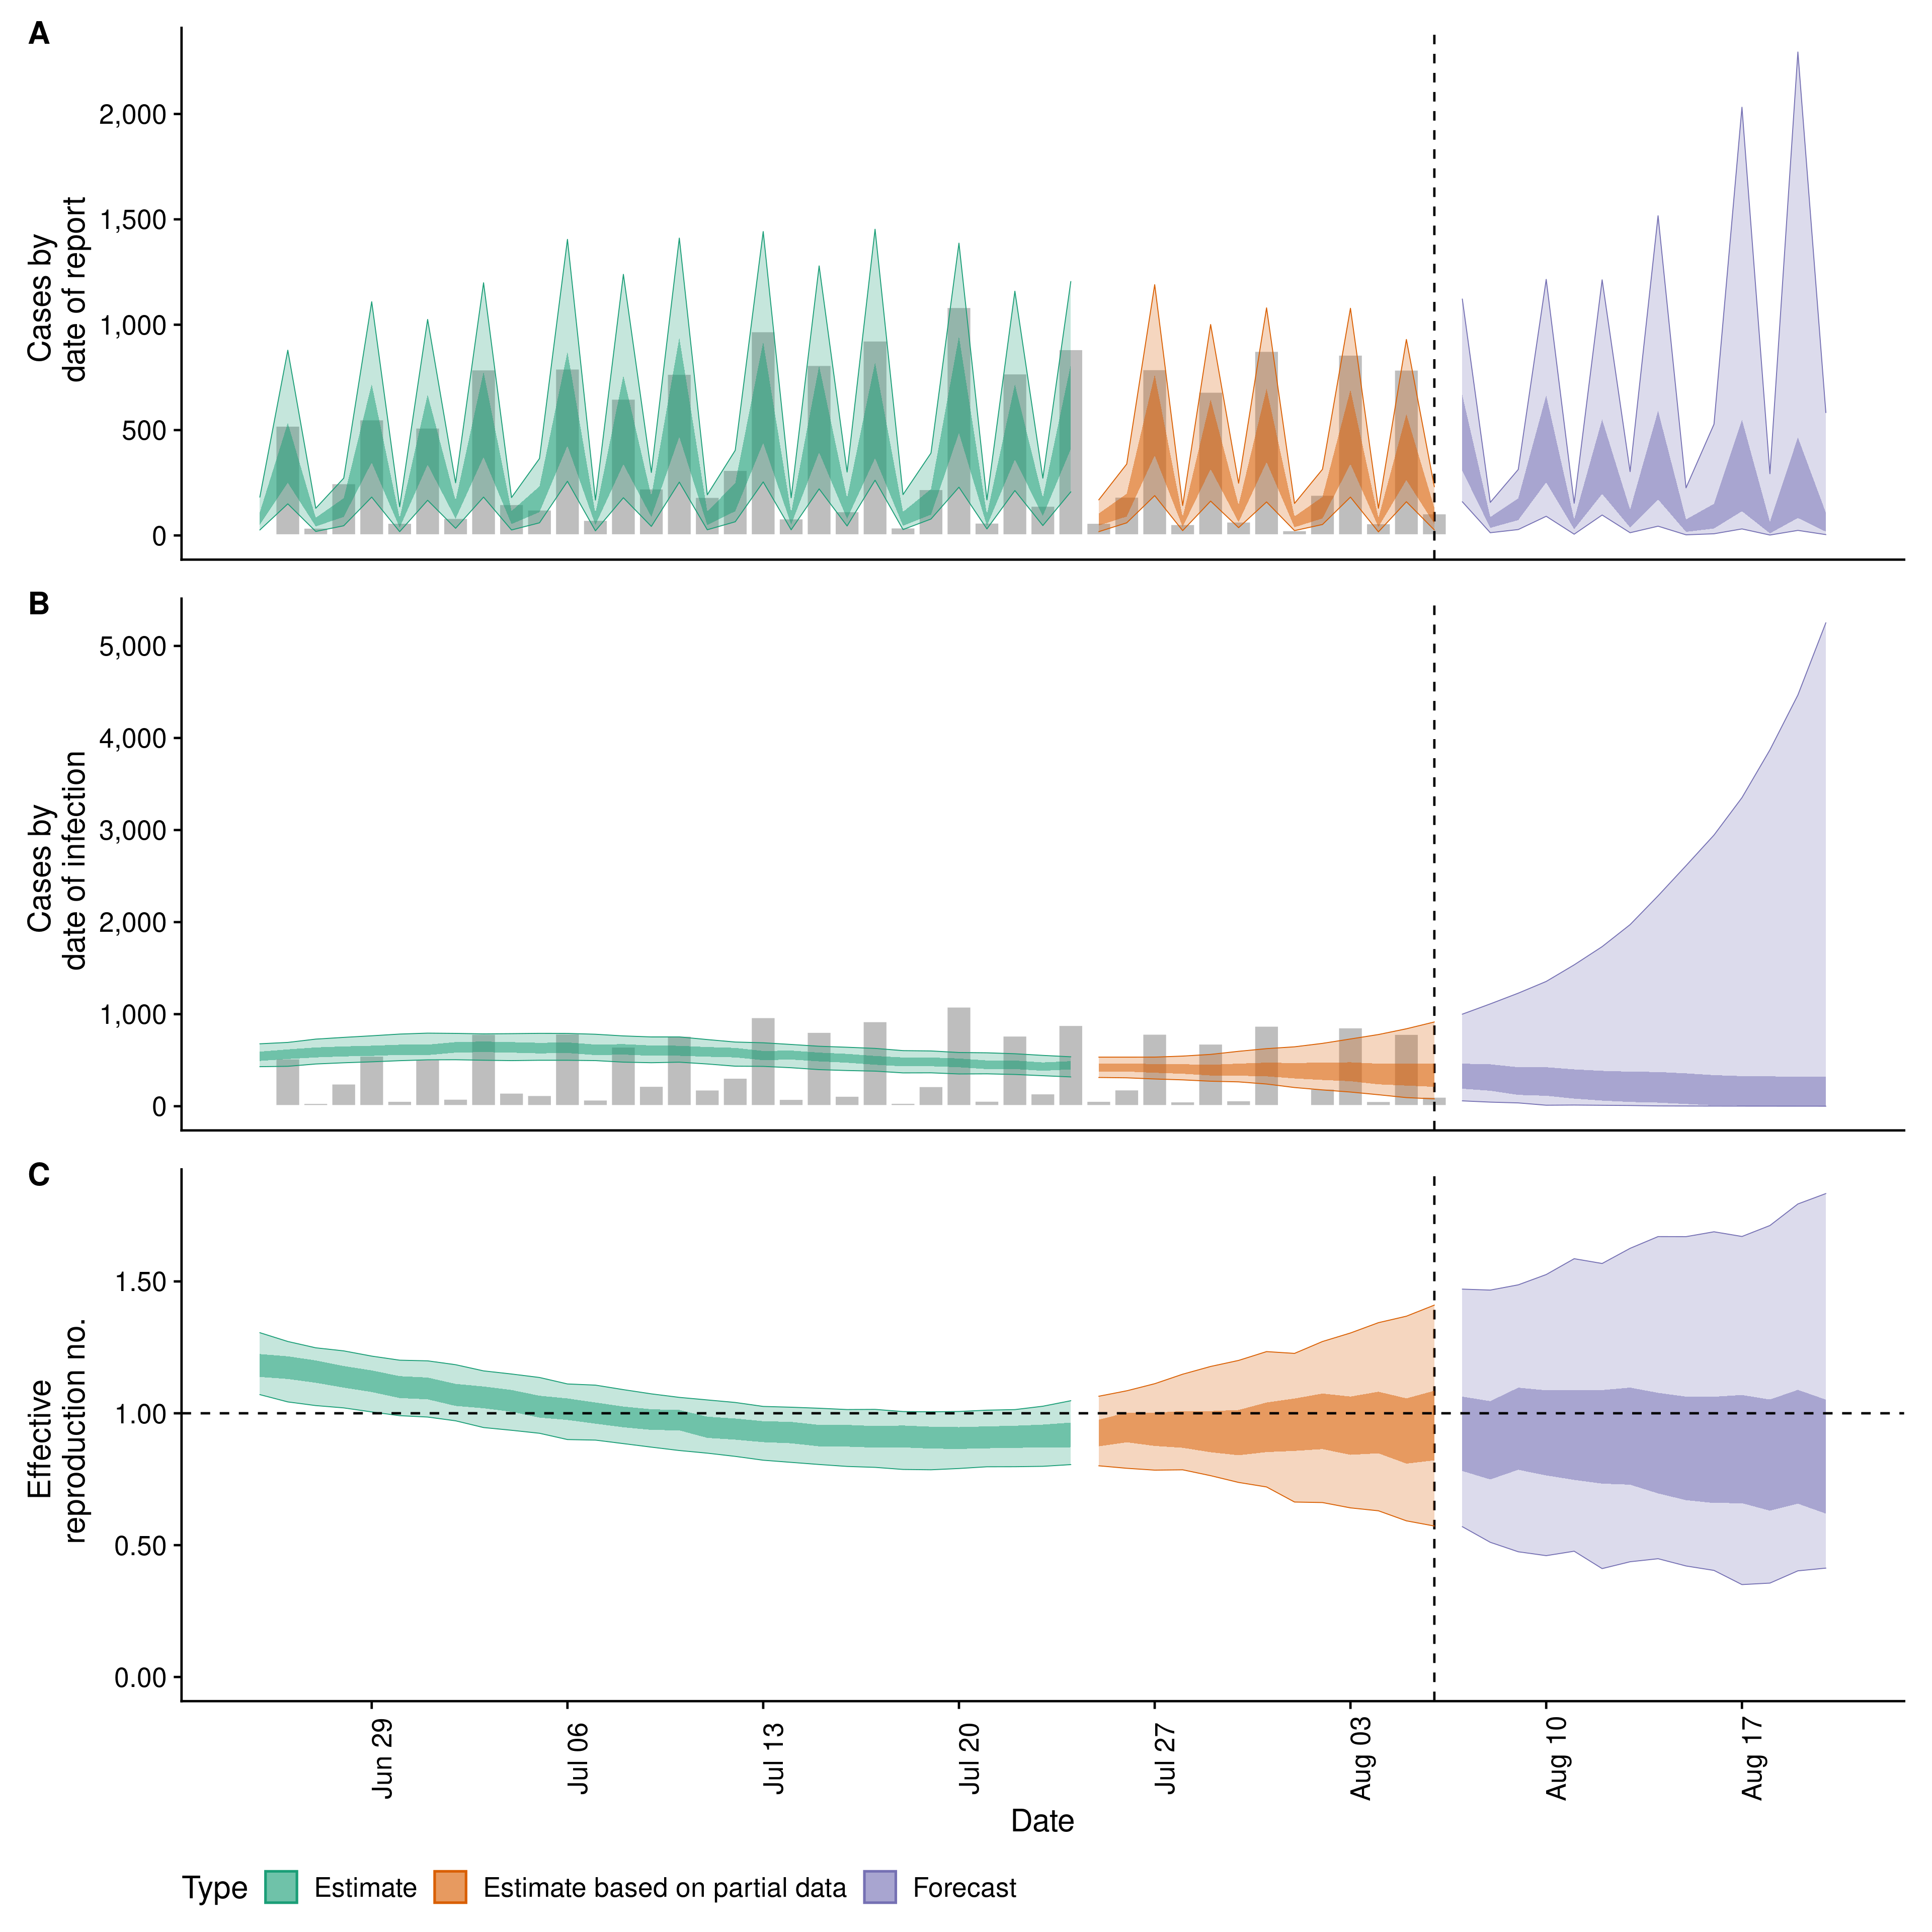 A
Cases by
date of report
2,000
1,500
1,000
500
0
B
Cases by
date of infection
5,000
4,000
3,000
2,000
1,000
0
C
Effective
reproduction no.
1.50
1.00
0.50
0.00
Jun 29
Jul 06
Jul 13
Jul 20
Jul 27
Aug 03
Aug 10
Aug 17
Date
Type Estimate Estimate based on partial data Forecast